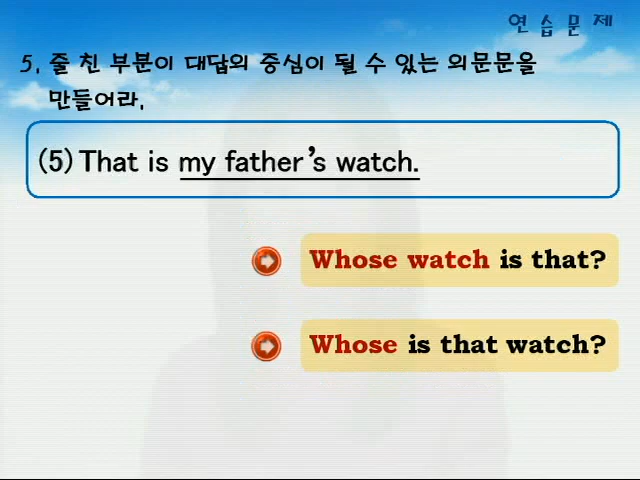 연습문제
5. 줄 친 부분이 대답의 중심이 될 수 있는 의문문을
만들어라.
(5) That is my father's watch.
Whose watch is that?
Whose is that watch?